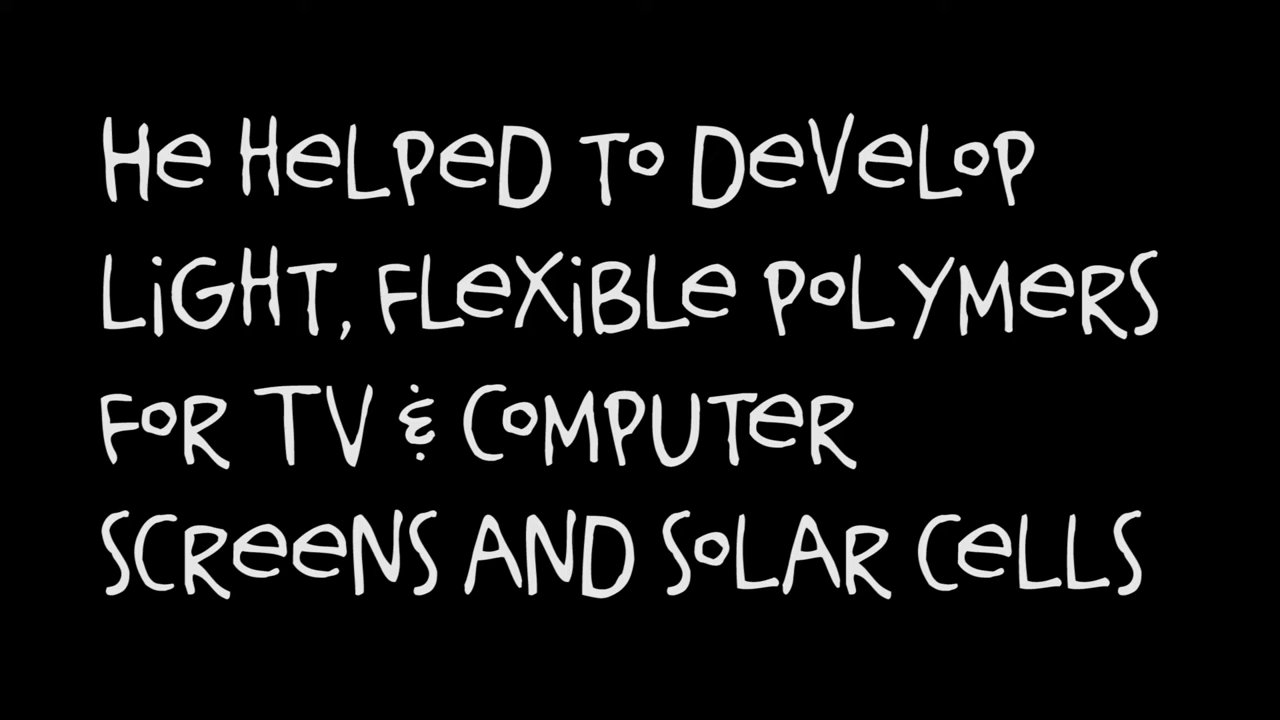 He HeLPeD To DeVeLoP
LiGHT, FLeXiBLe PoLYMeRS
FoR TV & CoMPUTeR
SCReeNS AND SoLAR CeLLS